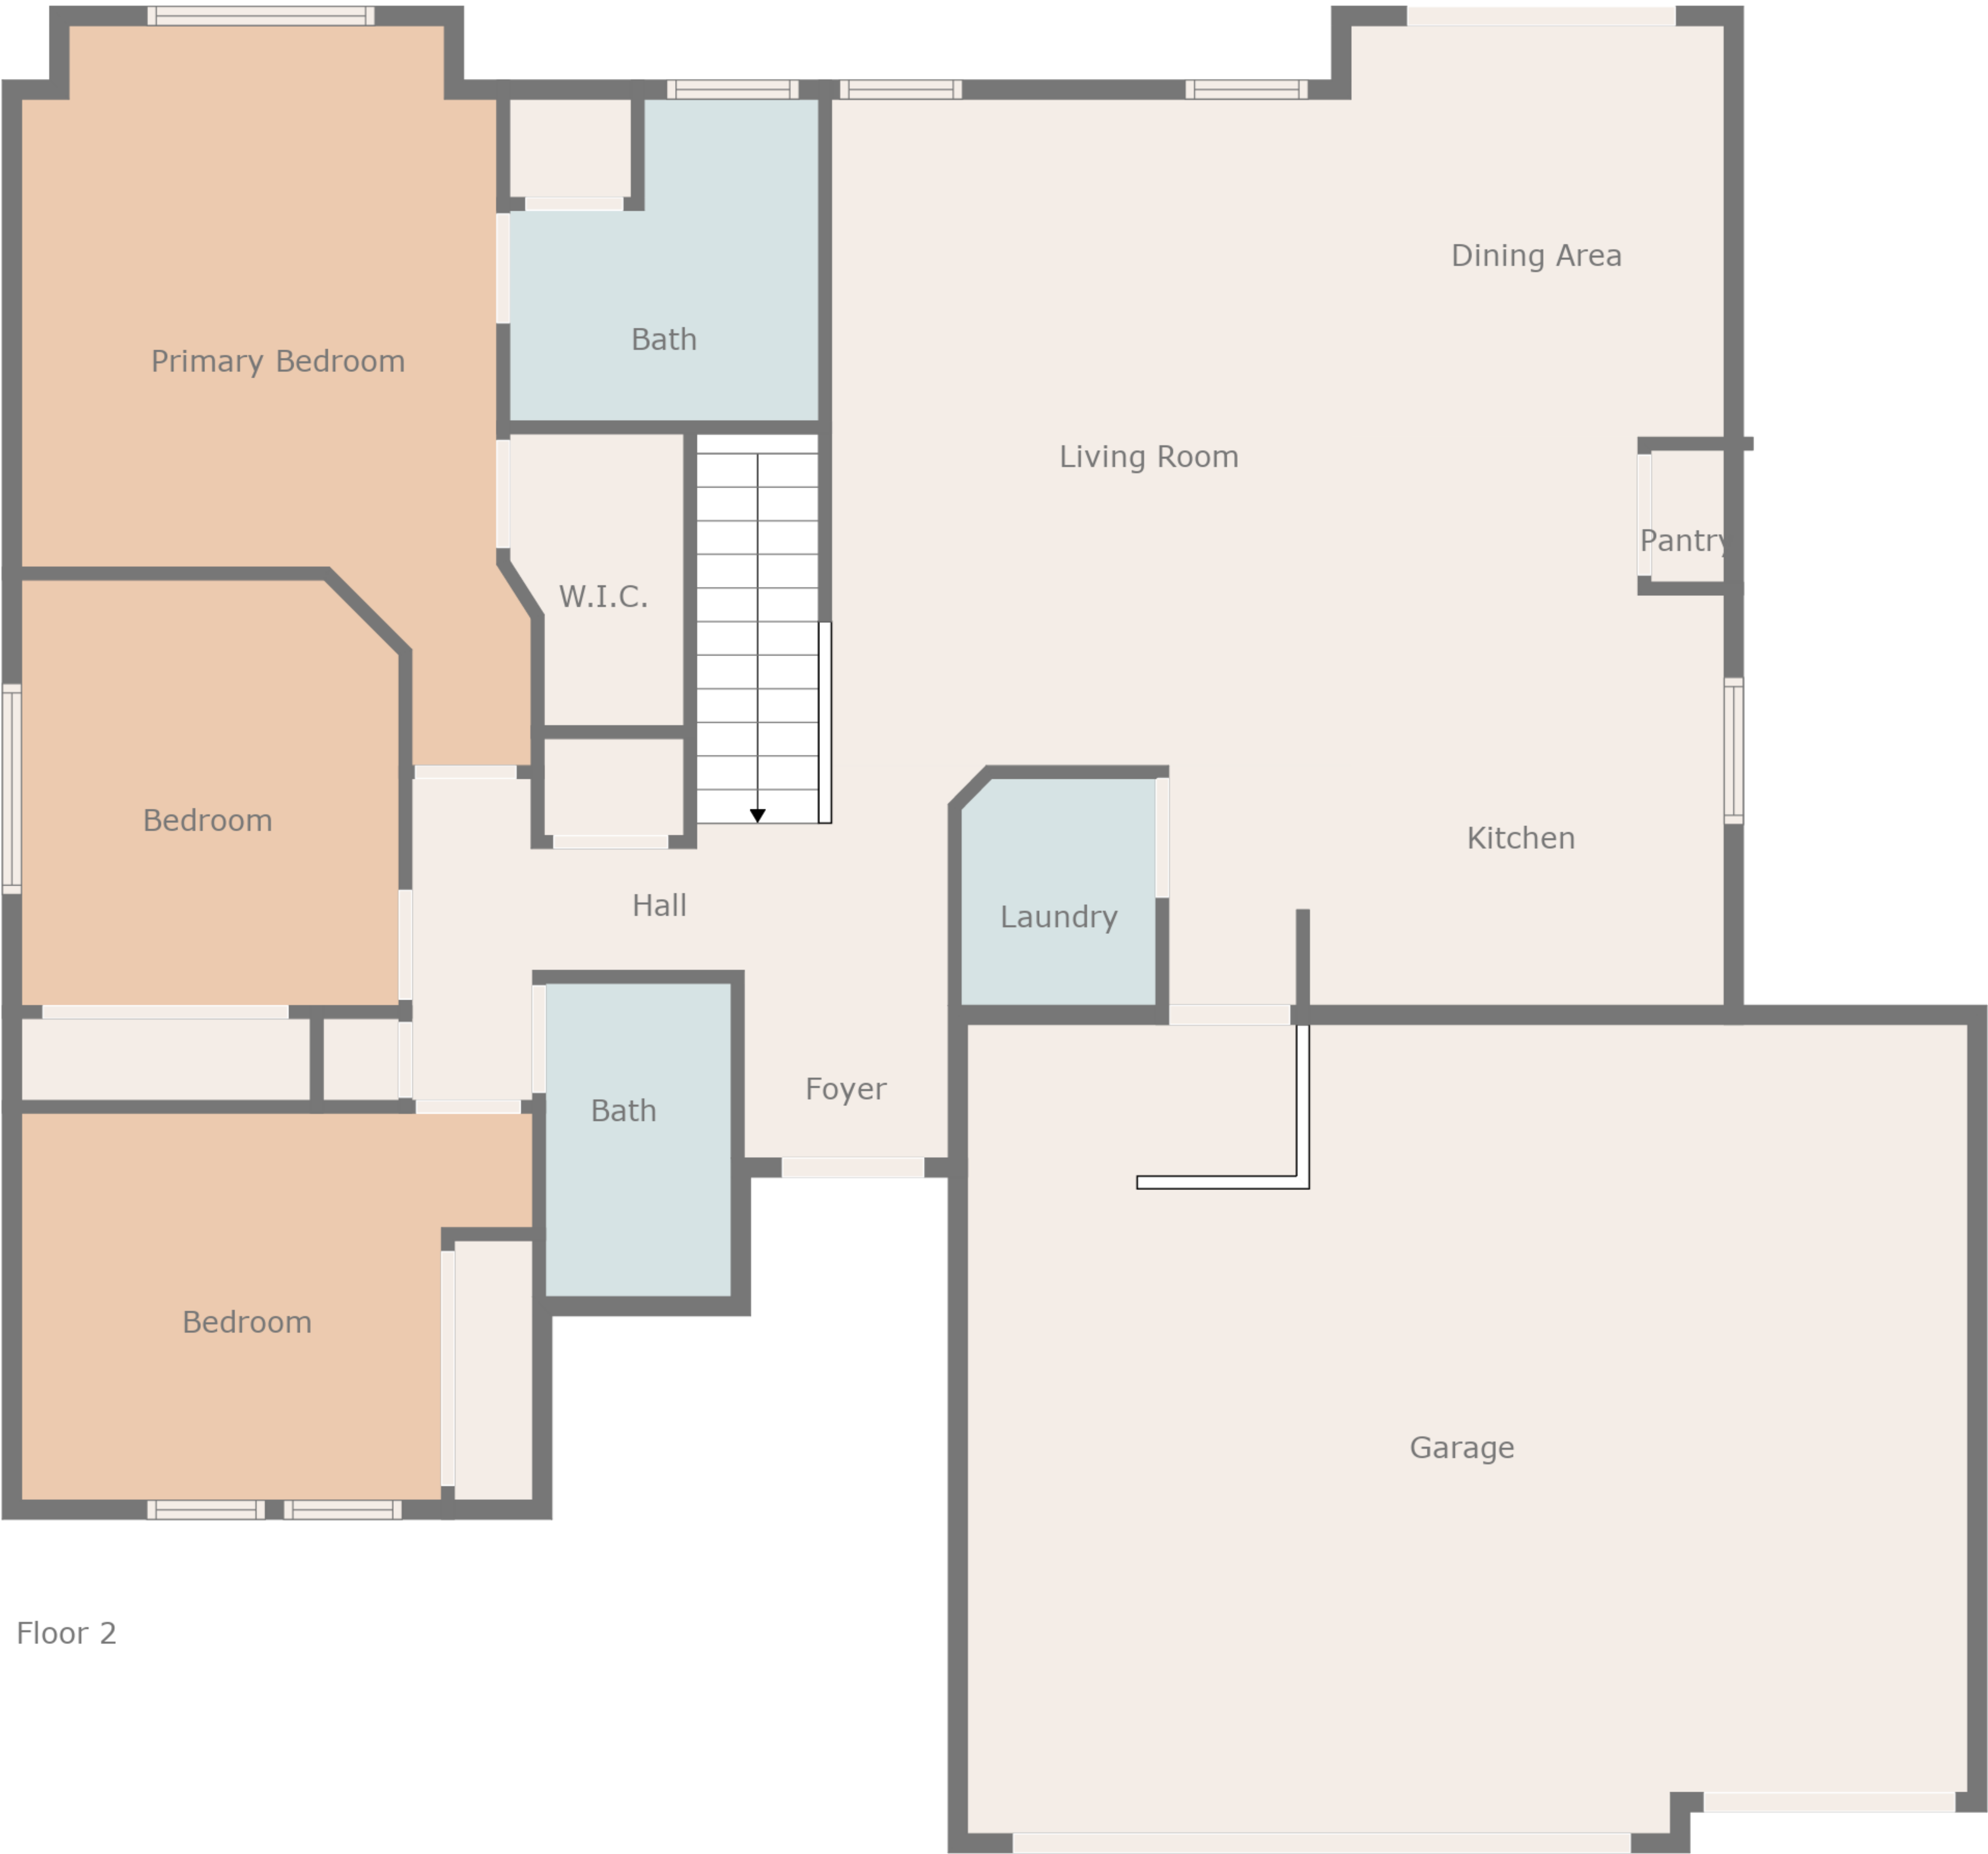 Dining Area
Bath
Primary Bedroom
Living Room
Pantry
W.I.C.
Bedroom
Kitchen
Hall
Laundry
Foyer
Bath
Bedroom
Garage
Floor 2